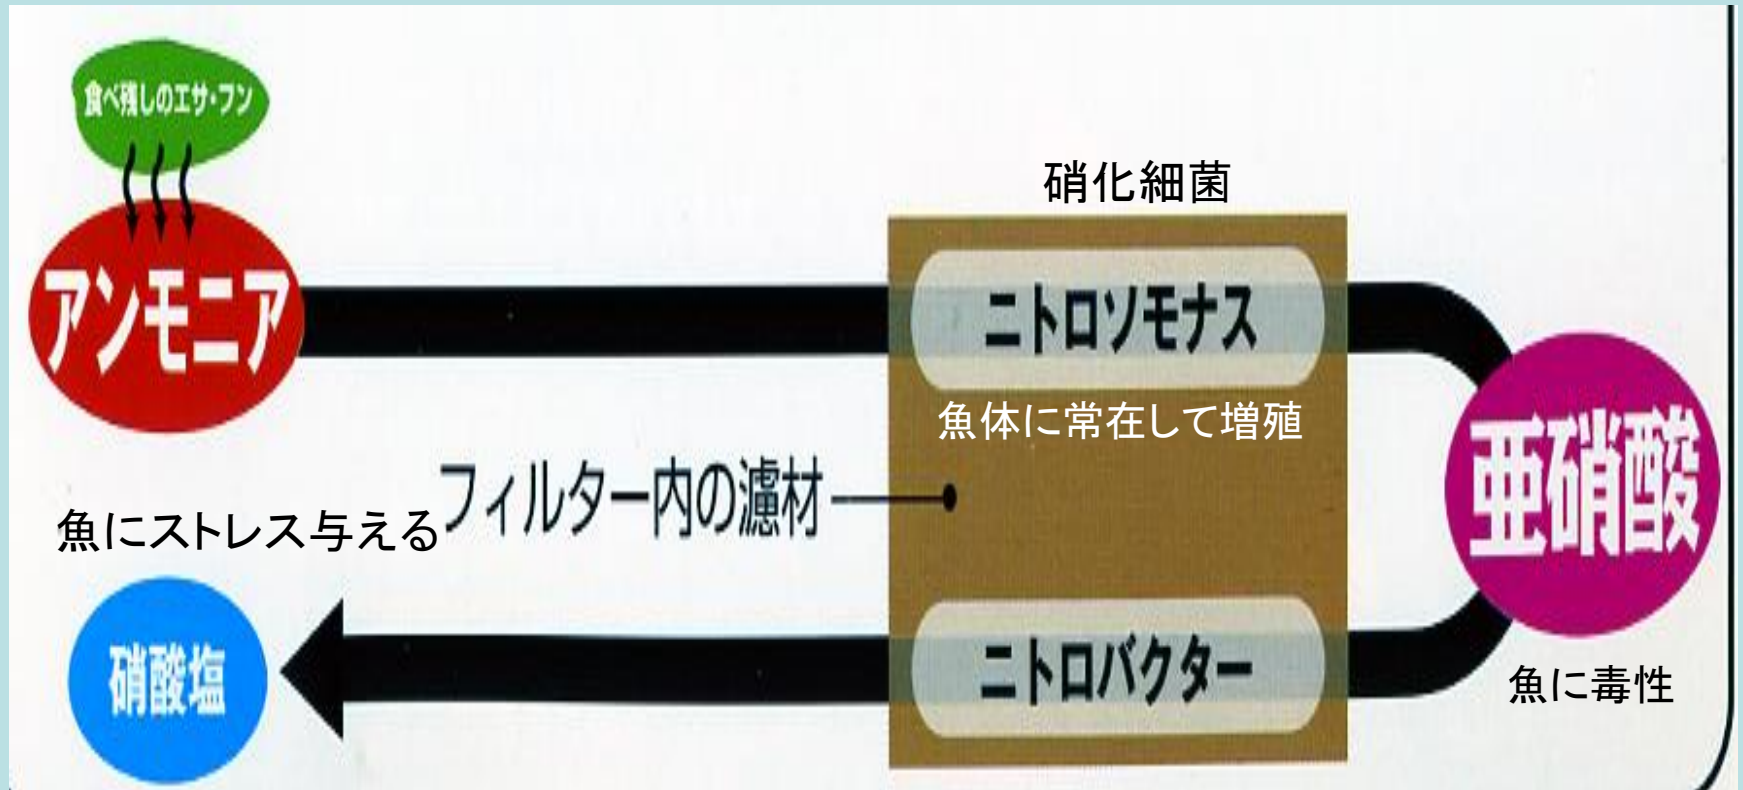 食べ残しのエサ・フン
アンモニア
硝化細菌
ニトロソモナス
魚体に常在して増殖
亜硝酸
フィルター内の濾材
魚にストレス与える
硝酸塩
ニトロバクター
魚に毒性